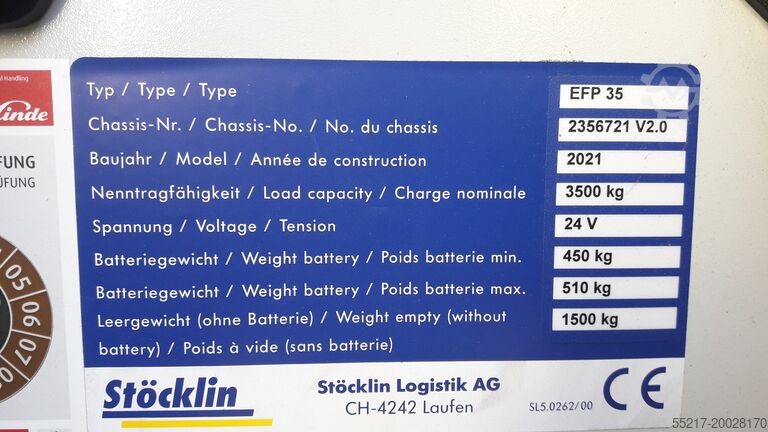 l Handling
Linde
FUNG
ÜFUNG
05
06
07
Typ / Type / Type EFP 35
Chassis-Nr. / Chassis-No. / No. du chassis 2356721 V2.0
Baujahr / Model / Année de construction 2021
Nenntragfähigkeit / Load capacity / Charge nominale 3500 kg
Spannung / Voltage / Tension 24 V
Batteriegewicht / Weight battery / Poids batterie min. 450 kg
Batteriegewicht / Weight battery / Poids batterie max. 510 kg
Leergewicht (ohne Batterie) / Weight empty (without 1500 kg
battery) / Poids à vide (sans batterie)
Stöcklin
Stöcklin Logistik AG
CH-4242 Laufen
SL5.0262/00
CE
55217-20028170